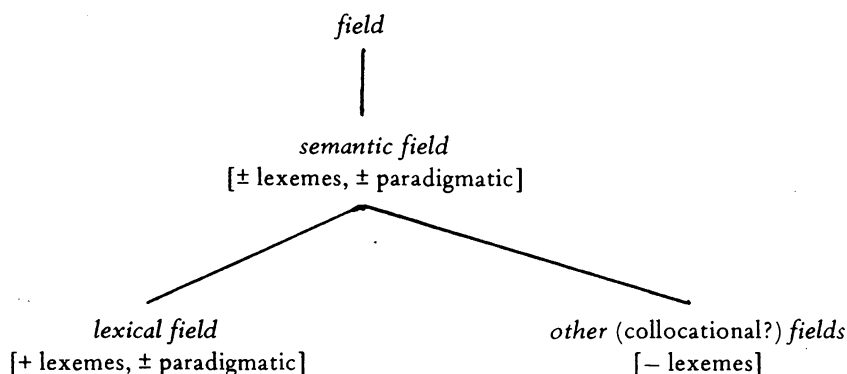 field
semantic field
[± lexemes, ± paradigmatic]
lexical field
[+ lexemes, ± paradigmatic]
other (collocational?) fields
[− lexemes]